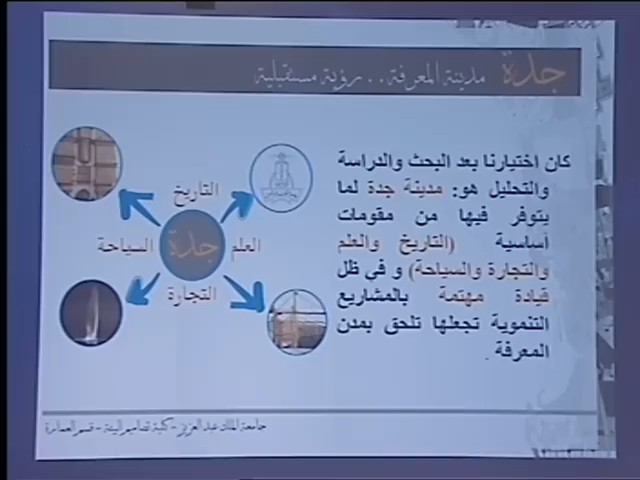 جدة مدينة المعرفة . . رؤية مستقبلية
كان اختيارنا بعد البحث والدراسة
والتحليل هو: مدينة جدة لما
يتوفر فيها من مقومات
أساسية (التاريخ والعلم
والتجارة والسياحة) و في ظل
قيادة مهتمة بالمشاريع
التنموية تجعلها تلحق بمدن
المعرفة .
التاريخ
العلم
جدة
السياحة
التجارة
جامعة الملك عبد العزيز - كلية تصاميم البيئة - قسم العمارة